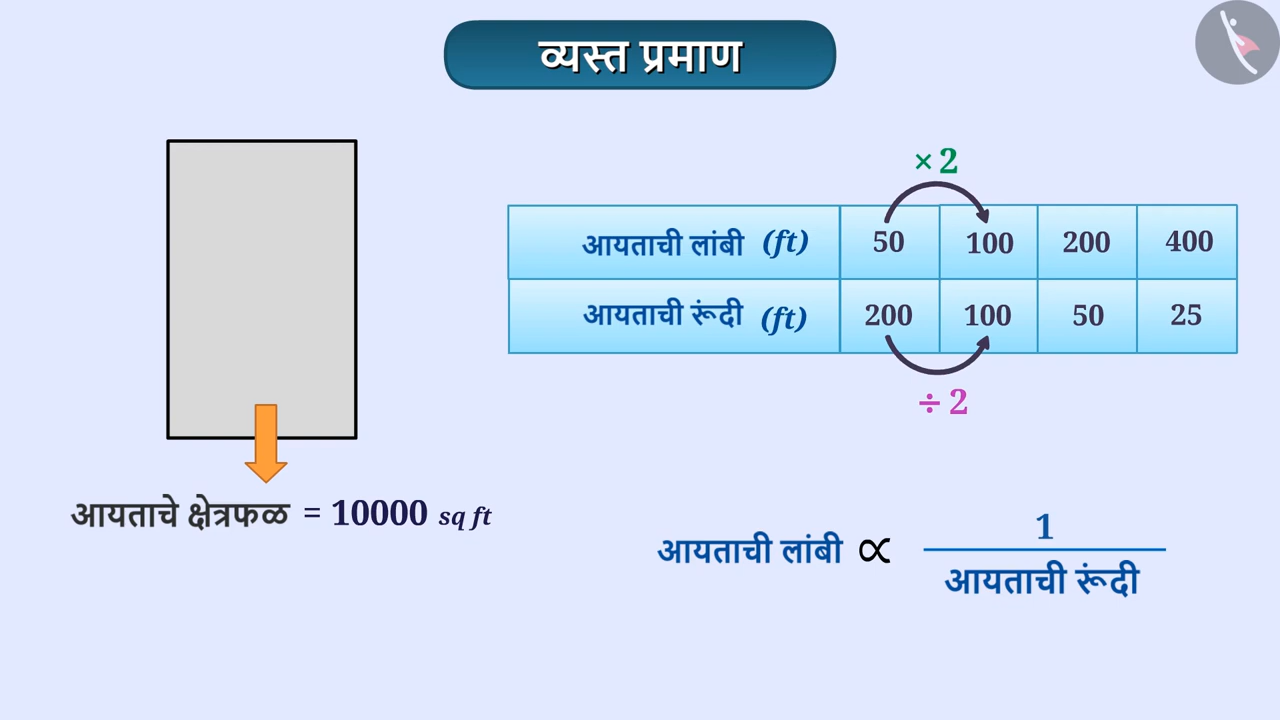 व्यस्त प्रमाण
×2
आयताची लांबी (ft) 50 100 200 400
आयताची रूंदी (ft) 200 100 50 25
÷ 2
आयताचे क्षेत्रफळ = 10000 sq ft
आयताची लांबी ∝
1
आयताची रूंदी